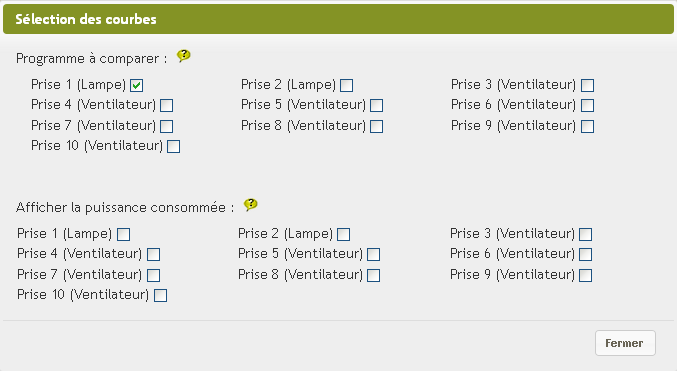 Sélection des courbes
Programme à comparer :
Prise 1 (Lampe) Prise 2 (Lampe) Prise 3 (Ventilateur)
Prise 4 (Ventilateur) Prise 5 (Ventilateur) Prise 6 (Ventilateur)
Prise 7 (Ventilateur) Prise 8 (Ventilateur) Prise 9 (Ventilateur)
Prise 10 (Ventilateur)
Afficher la puissance consommée :
Prise 1 (Lampe) Prise 2 (Lampe) Prise 3 (Ventilateur)
Prise 4 (Ventilateur) Prise 5 (Ventilateur) Prise 6 (Ventilateur)
Prise 7 (Ventilateur) Prise 8 (Ventilateur) Prise 9 (Ventilateur)
Prise 10 (Ventilateur)
Fermer